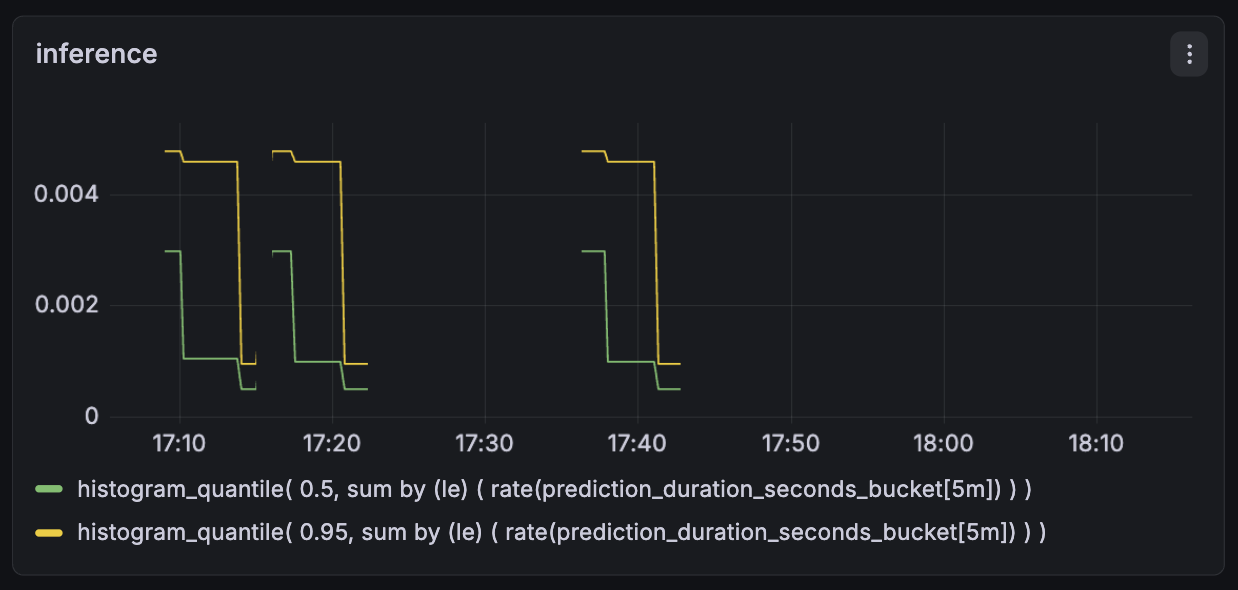 inference
0.004
0.002
0
17:10 17:20 17:30 17:40 17:50 18:00 18:10
histogram_quantile( 0.5, sum by (le) ( rate(prediction_duration_seconds_bucket[5m]) ) )
histogram_quantile( 0.95, sum by (le) ( rate(prediction_duration_seconds_bucket[5m]) ) )